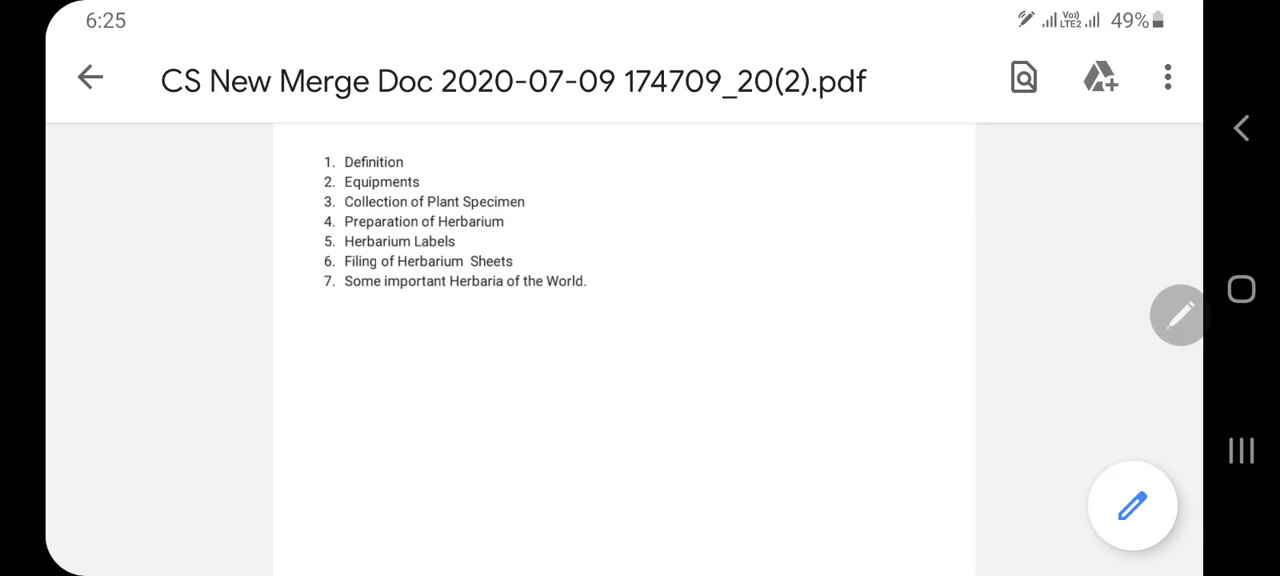 6:25
Vo)) LTE2 49%
CS New Merge Doc 2020-07-09 174709_20(2).pdf
1. Definition
2. Equipments
3. Collection of Plant Specimen
4. Preparation of Herbarium
5. Herbarium Labels
6. Filing of Herbarium Sheets
7. Some important Herbaria of the World.